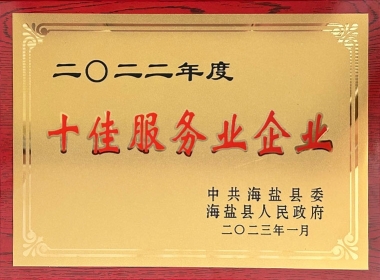 二〇二二年度
十佳服务业企业
中共海盐县委
海盐县人民政府
二〇二三年一月